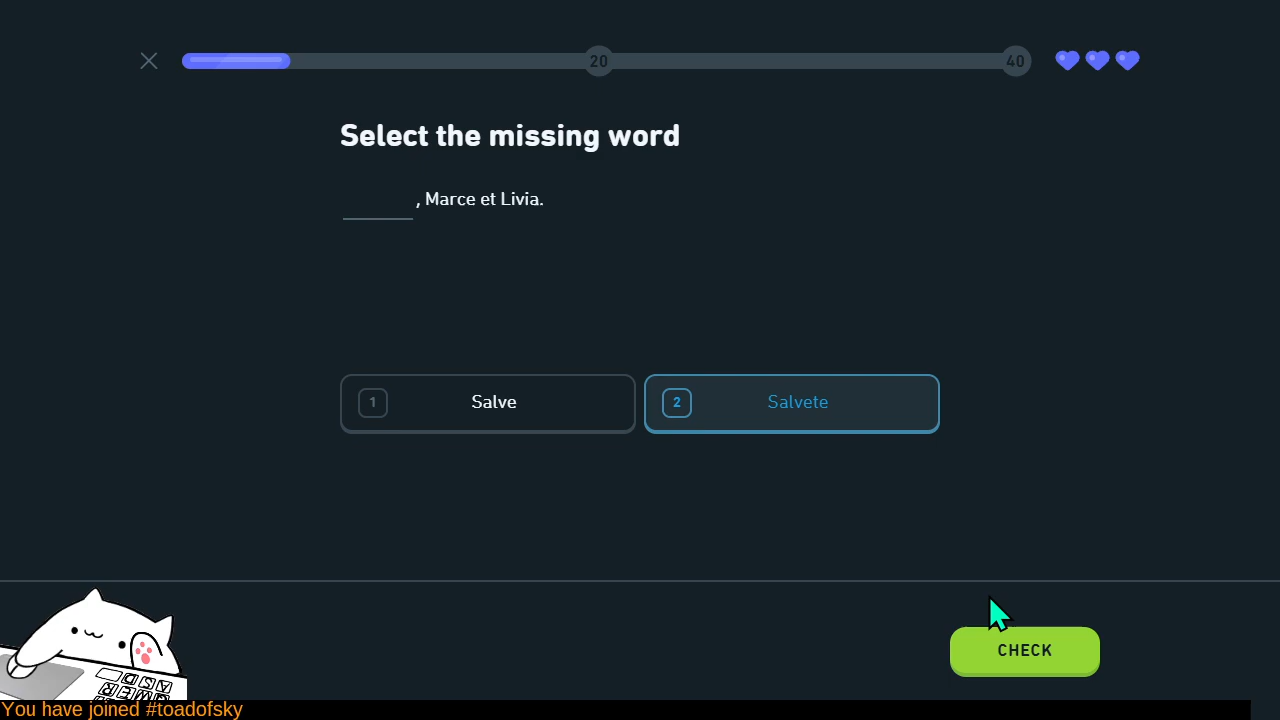 20
40
Select the missing word
, Marce et Livia.
1
Salve
2
Salvete
CHECK
You have joined #toadofsky